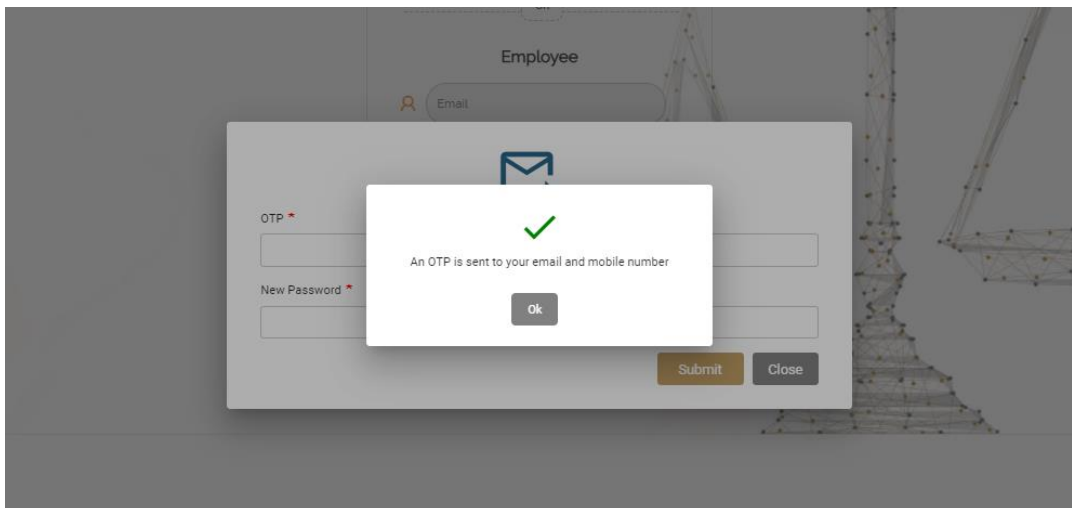 Employee
Email
OTP *
An OTP is sent to your email and mobile number
New Password *
Ok
Submit
Close